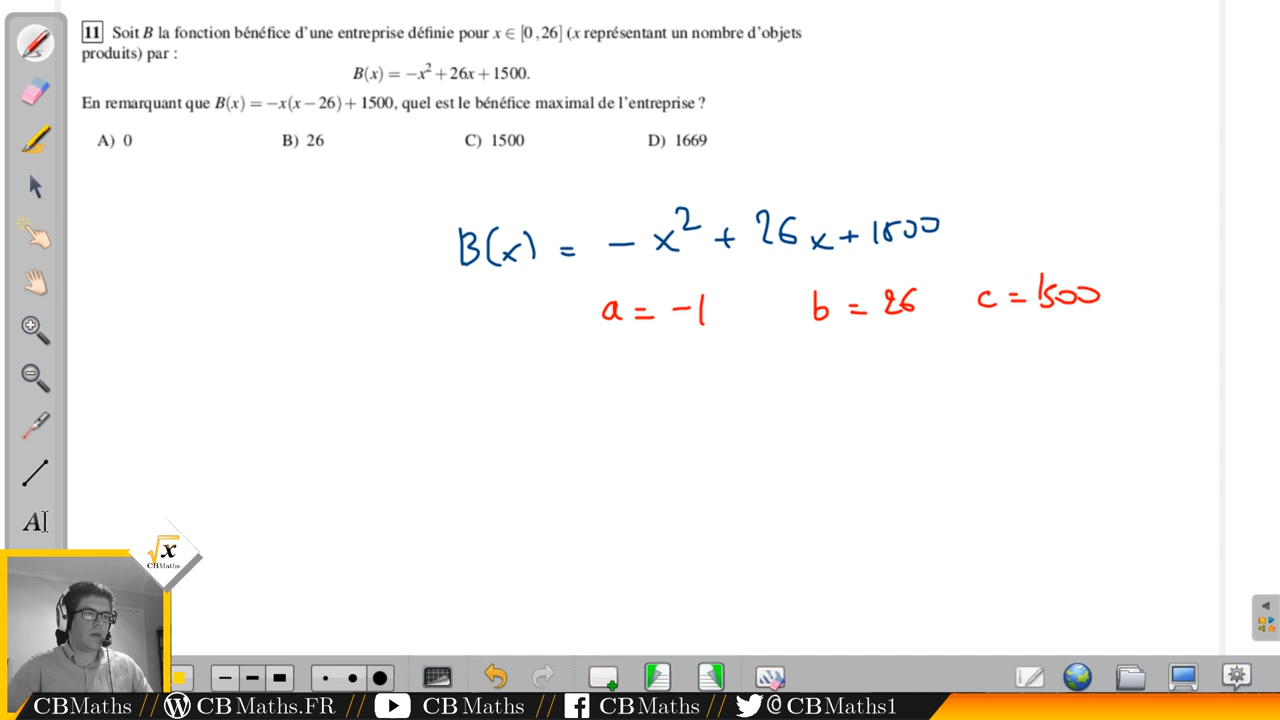 11 Soit B la fonction bénéfice d'une entreprise définie pour x ∈ [0,26] (x représentant un nombre d'objets
produits) par :
B(x) = −x² + 26x + 1500.
En remarquant que B(x) = −x(x − 26) + 1500, quel est le bénéfice maximal de l'entreprise ?
A) 0 B) 26 C) 1500 D) 1669
B(x) = − x² + 26x + 1500
a = −1 b = 26 c = 1500
A
√x
CBMaths
CBMaths // CBMaths.FR // CBMaths // CBMaths // @CBMaths1